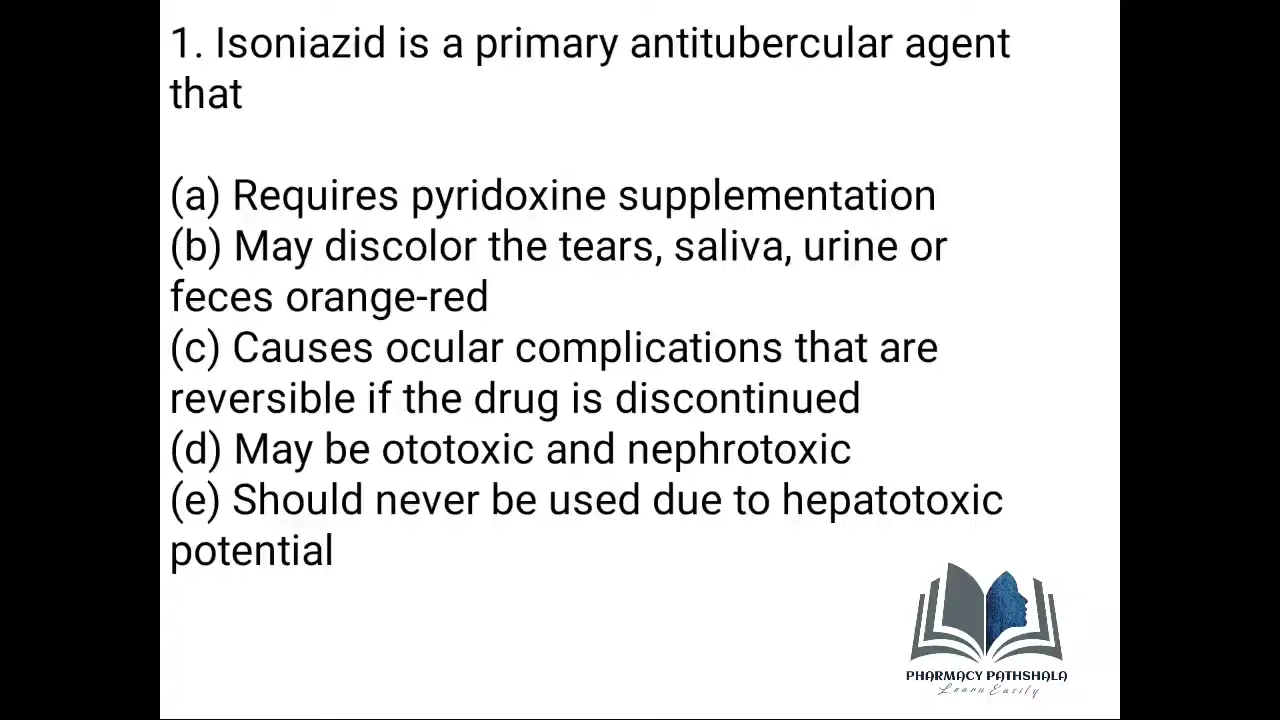 1. Isoniazid is a primary antitubercular agent
that
(a) Requires pyridoxine supplementation
(b) May discolor the tears, saliva, urine or
feces orange-red
(c) Causes ocular complications that are
reversible if the drug is discontinued
(d) May be ototoxic and nephrotoxic
(e) Should never be used due to hepatotoxic
potential
PHARMACY PATHSHALA
Learn Easily